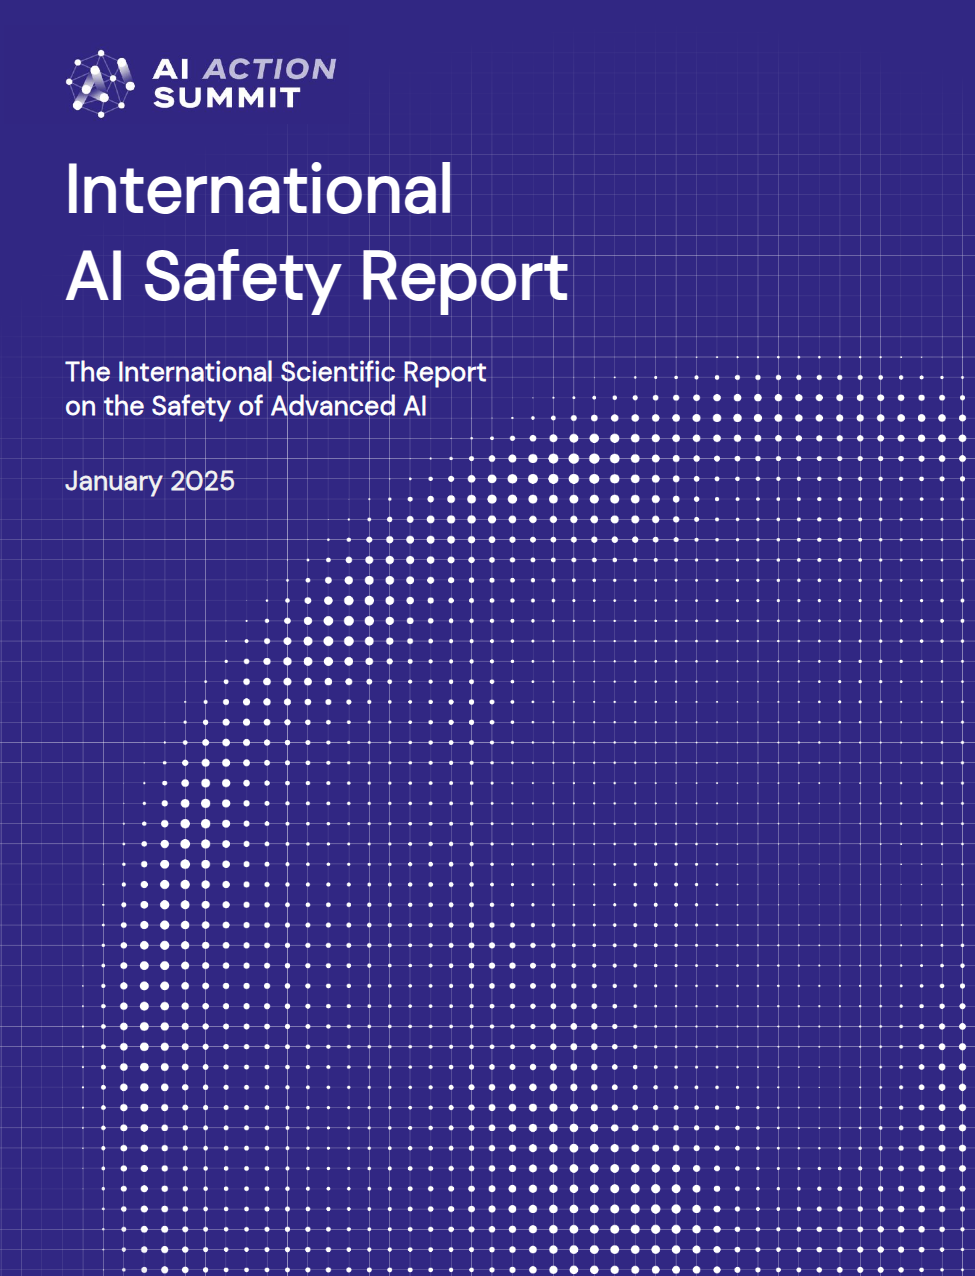 AI ACTION
SUMMIT
International
AI Safety Report
The International Scientific Report
on the Safety of Advanced AI
January 2025